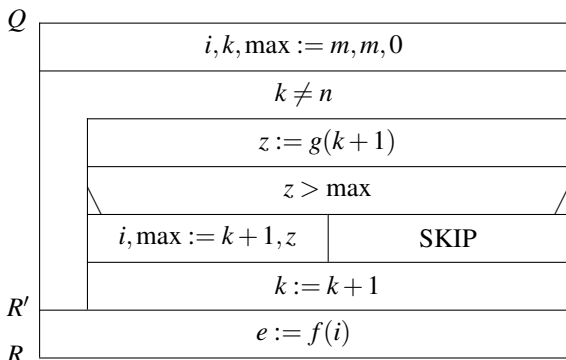 Q
i, k, max := m, m, 0
k ≠ n
z := g(k + 1)
z > max
i, max := k + 1, z
SKIP
k := k + 1
R′
e := f(i)
R